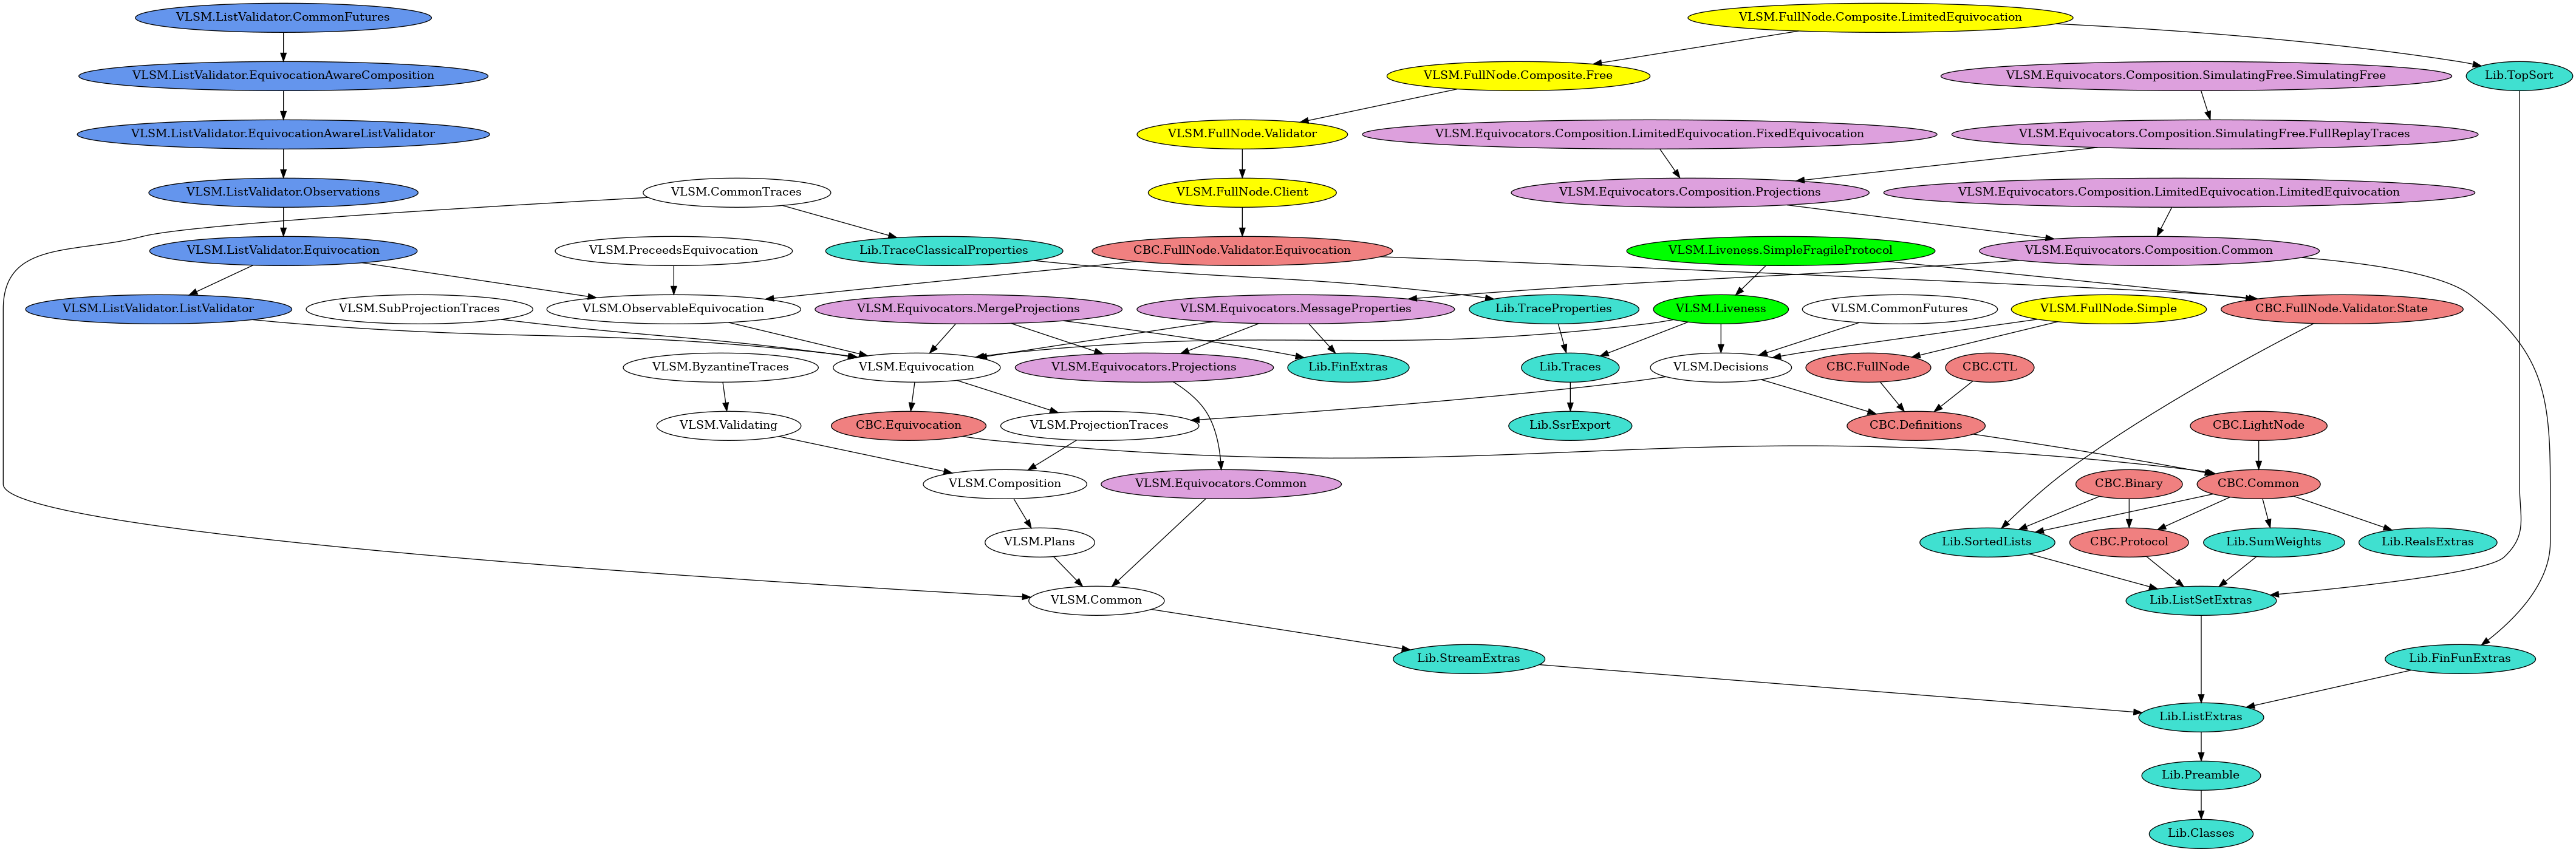 VLSM.ListValidator.CommonFutures
VLSM.FullNode.Composite.LimitedEquivocation
VLSM.ListValidator.EquivocationAwareComposition
VLSM.FullNode.Composite.Free
VLSM.Equivocators.Composition.SimulatingFree.SimulatingFree
Lib.TopSort
VLSM.ListValidator.EquivocationAwareListValidator
VLSM.FullNode.Validator
VLSM.Equivocators.Composition.LimitedEquivocation.FixedEquivocation
VLSM.Equivocators.Composition.SimulatingFree.FullReplayTraces
VLSM.ListValidator.Observations
VLSM.CommonTraces
VLSM.FullNode.Client
VLSM.Equivocators.Composition.Projections
VLSM.Equivocators.Composition.LimitedEquivocation.LimitedEquivocation
VLSM.ListValidator.Equivocation
VLSM.PreceedsEquivocation
Lib.TraceClassicalProperties
CBC.FullNode.Validator.Equivocation
VLSM.Liveness.SimpleFragileProtocol
VLSM.Equivocators.Composition.Common
VLSM.ListValidator.ListValidator
VLSM.SubProjectionTraces
VLSM.ObservableEquivocation
VLSM.Equivocators.MergeProjections
VLSM.Equivocators.MessageProperties
Lib.TraceProperties
VLSM.Liveness
VLSM.CommonFutures
VLSM.FullNode.Simple
CBC.FullNode.Validator.State
VLSM.ByzantineTraces
VLSM.Equivocation
VLSM.Equivocators.Projections
Lib.FinExtras
Lib.Traces
VLSM.Decisions
CBC.FullNode
CBC.CTL
VLSM.Validating
CBC.Equivocation
VLSM.ProjectionTraces
Lib.SsrExport
CBC.Definitions
CBC.LightNode
VLSM.Composition
VLSM.Equivocators.Common
CBC.Binary
CBC.Common
VLSM.Plans
Lib.SortedLists
CBC.Protocol
Lib.SumWeights
Lib.RealsExtras
VLSM.Common
Lib.ListSetExtras
Lib.StreamExtras
Lib.FinFunExtras
Lib.ListExtras
Lib.Preamble
Lib.Classes